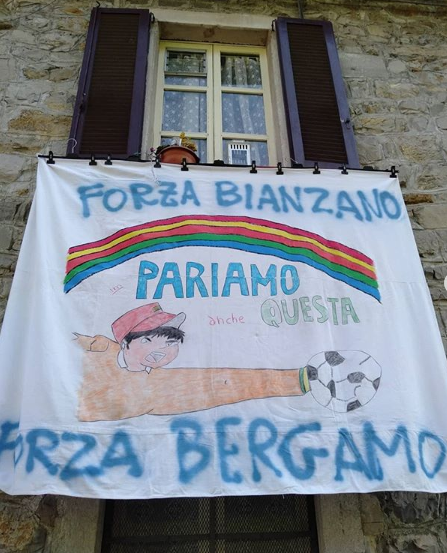 FORZA BIANZANO
PARIAMO
anche QUESTA
FORZA BERGAMO